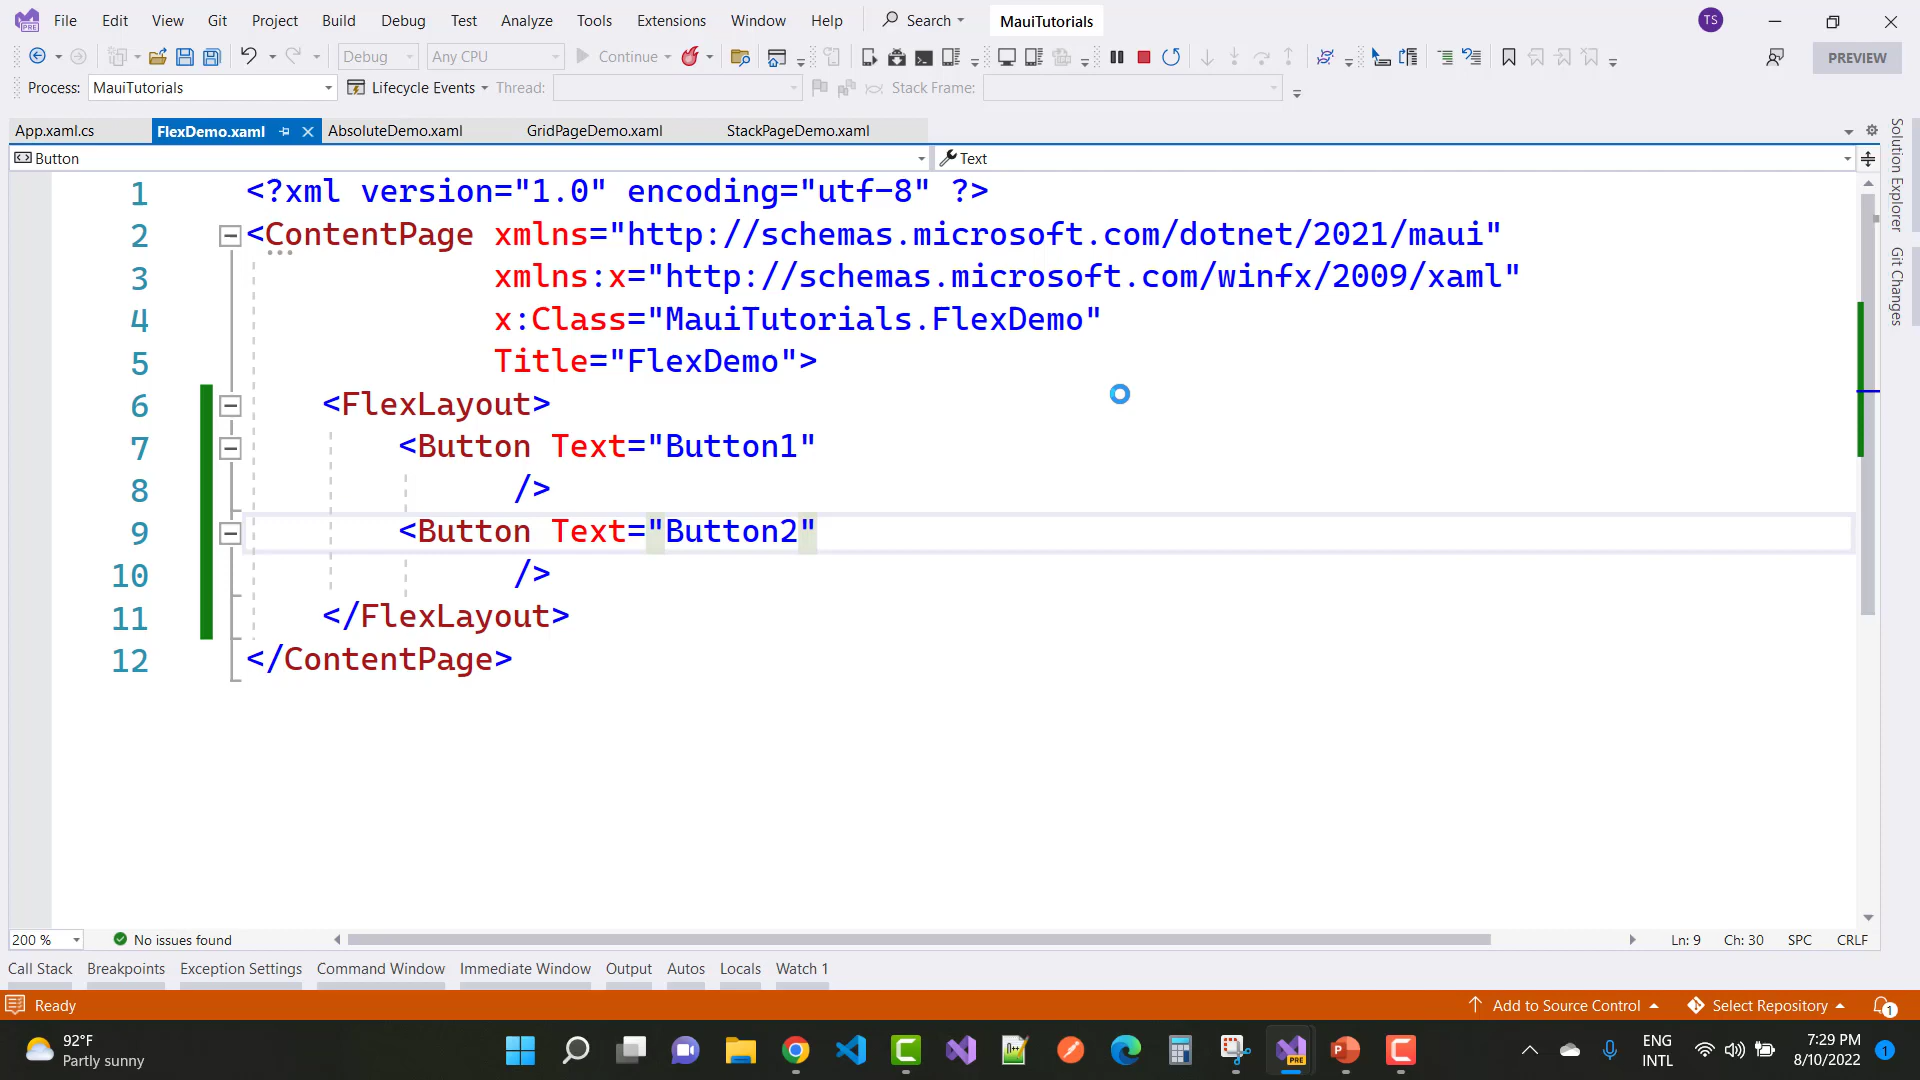 File Edit View Git Project Build Debug Test Analyze Tools Extensions Window Help Search MauiTutorials TS
Debug Any CPU Continue PREVIEW
Process: MauiTutorials Lifecycle Events Thread: Stack Frame:
App.xaml.cs FlexDemo.xaml AbsoluteDemo.xaml GridPageDemo.xaml StackPageDemo.xaml
Button Text
1 <?xml version="1.0" encoding="utf-8" ?>
2 <ContentPage xmlns="http://schemas.microsoft.com/dotnet/2021/maui"
3 xmlns:x="http://schemas.microsoft.com/winfx/2009/xaml"
4 x:Class="MauiTutorials.FlexDemo"
5 Title="FlexDemo">
6 <FlexLayout>
7 <Button Text="Button1"
8 />
9 <Button Text="Button2"
10 />
11 </FlexLayout>
12 </ContentPage>
Solution Explorer
Git Changes
200 % No issues found Ln: 9 Ch: 30 SPC CRLF
Call Stack Breakpoints Exception Settings Command Window Immediate Window Output Autos Locals Watch 1
Ready Add to Source Control Select Repository 1
92°F
Partly sunny
PRE
ENG
INTL
7:29 PM
8/10/2022
1